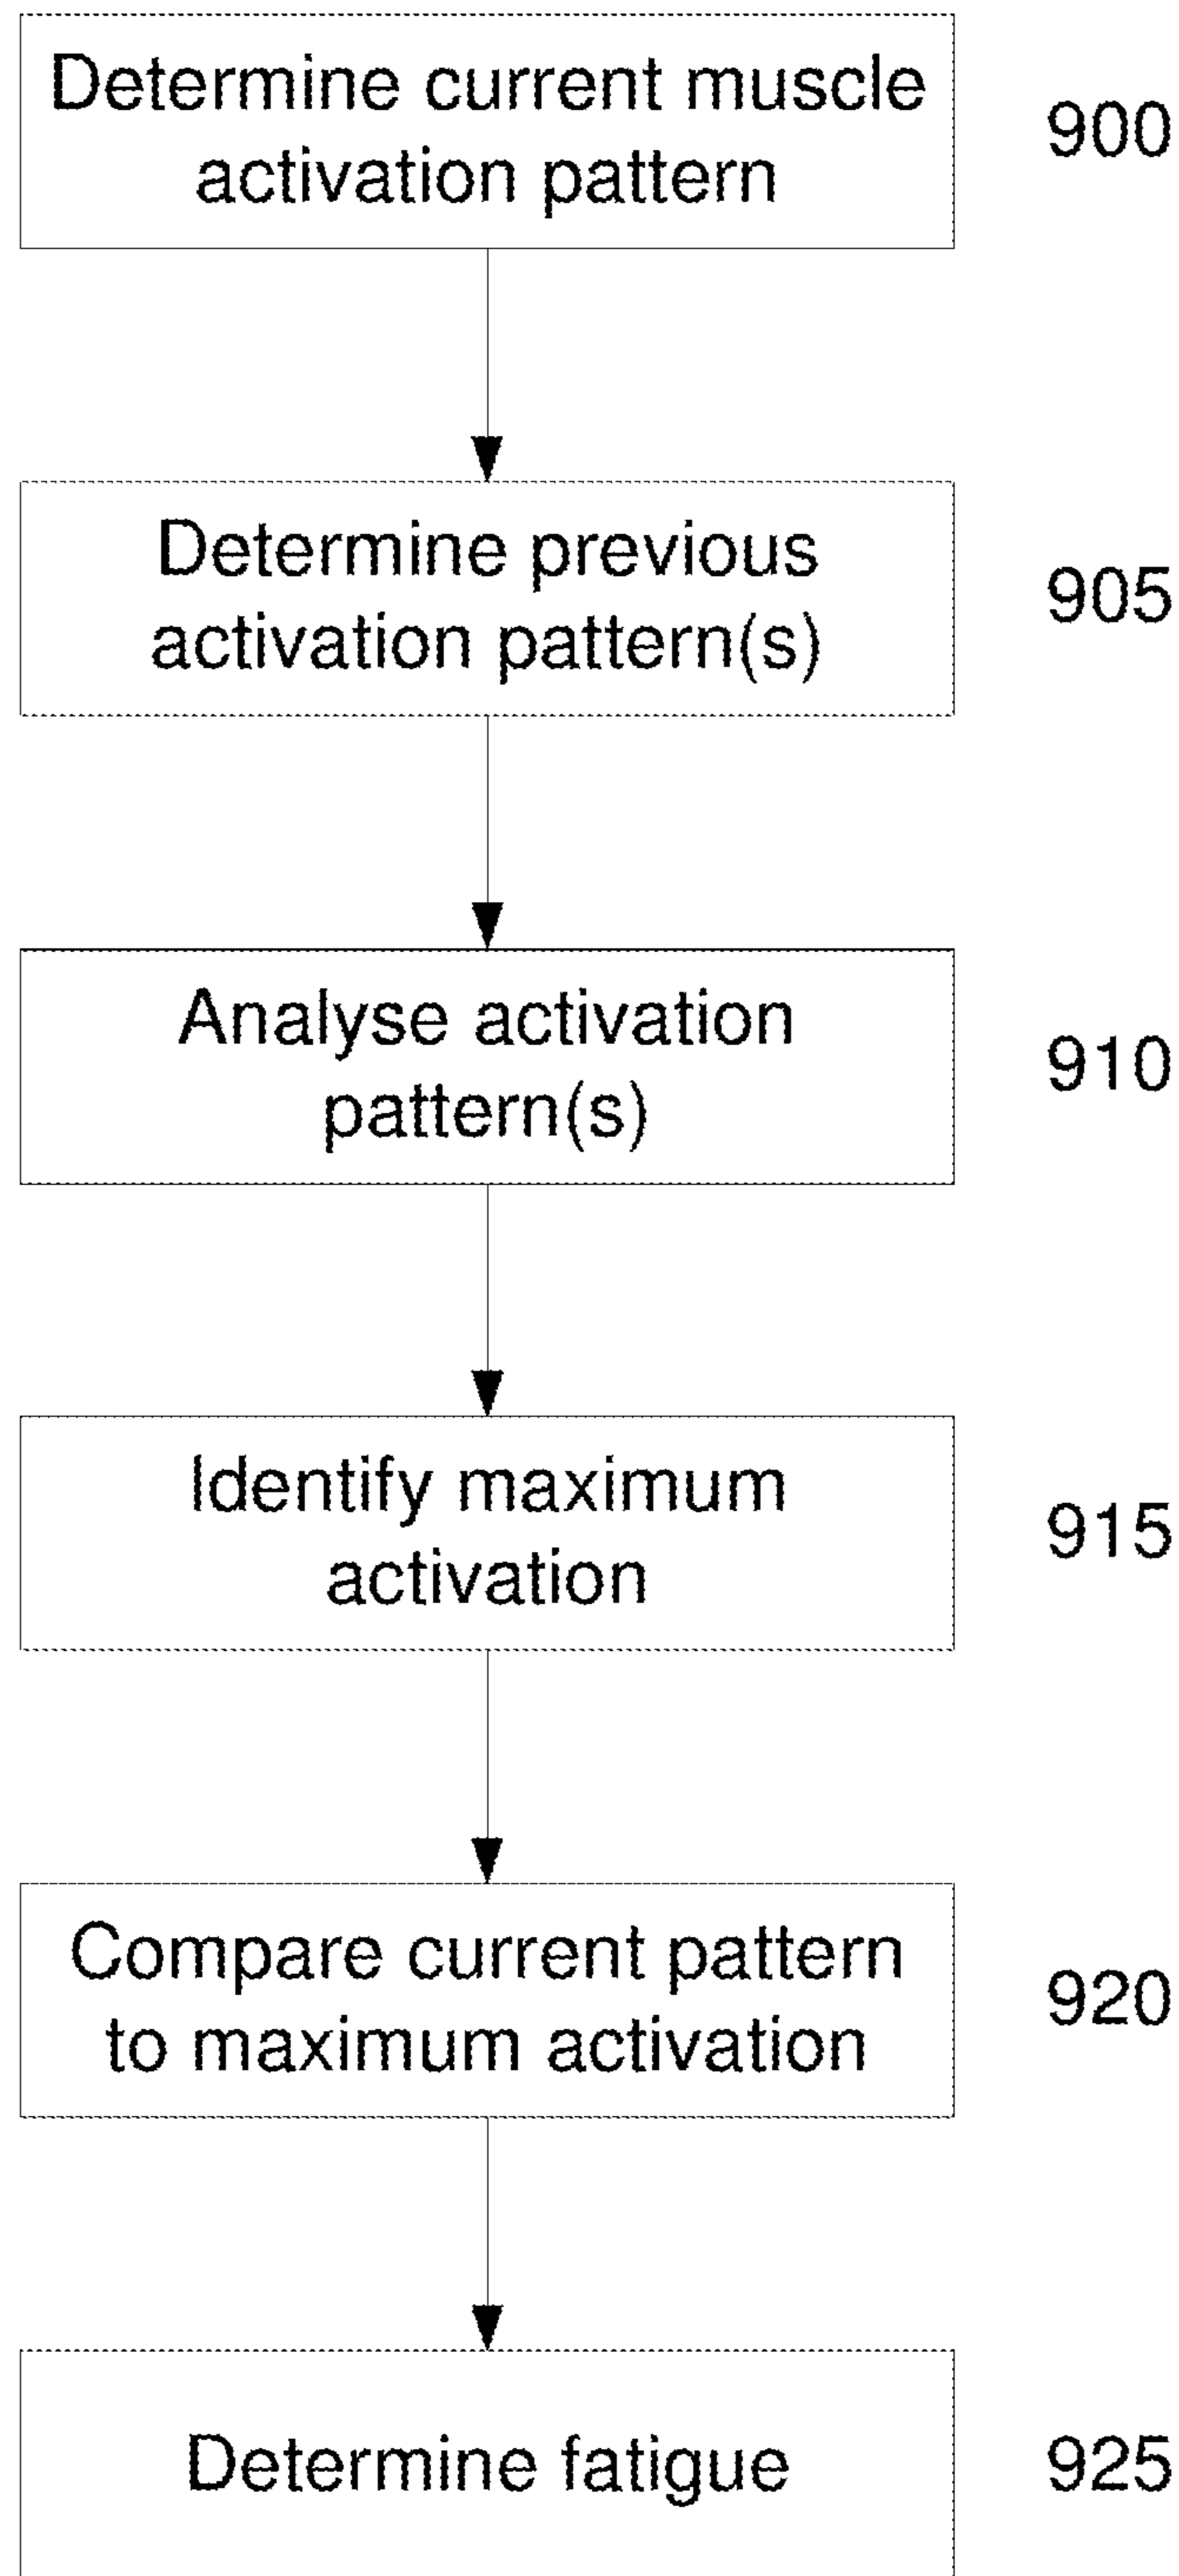 Determine current muscle
activation pattern
900
Determine previous
activation pattern(s)
905
Analyse activation
pattern(s)
910
Identify maximum
activation
915
Compare current pattern
to maximum activation
920
Determine fatigue
925